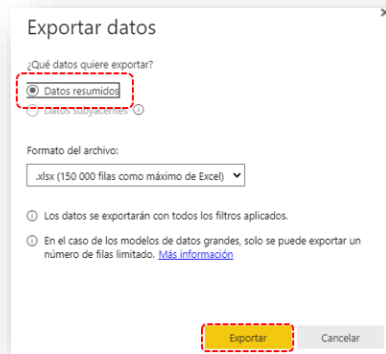 Exportar datos
¿Qué datos quiere exportar?
Datos resumidos
Datos subyacentes
Formato del archivo:
.xlsx (150 000 filas como máximo de Excel)
Los datos se exportarán con todos los filtros aplicados.
En el caso de los modelos de datos grandes, solo se puede exportar un
número de filas limitado. Más información
Exportar Cancelar